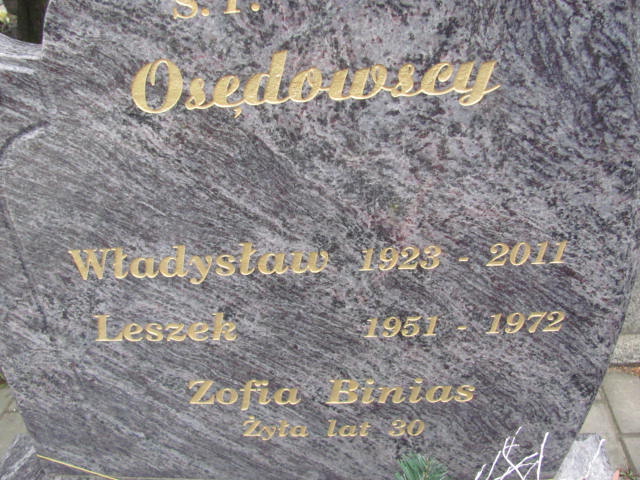 Ś. P.
Osędowscy
Władysław 1923 - 2011
Leszek 1951 - 1972
Zofia Binias
Żyła lat 30